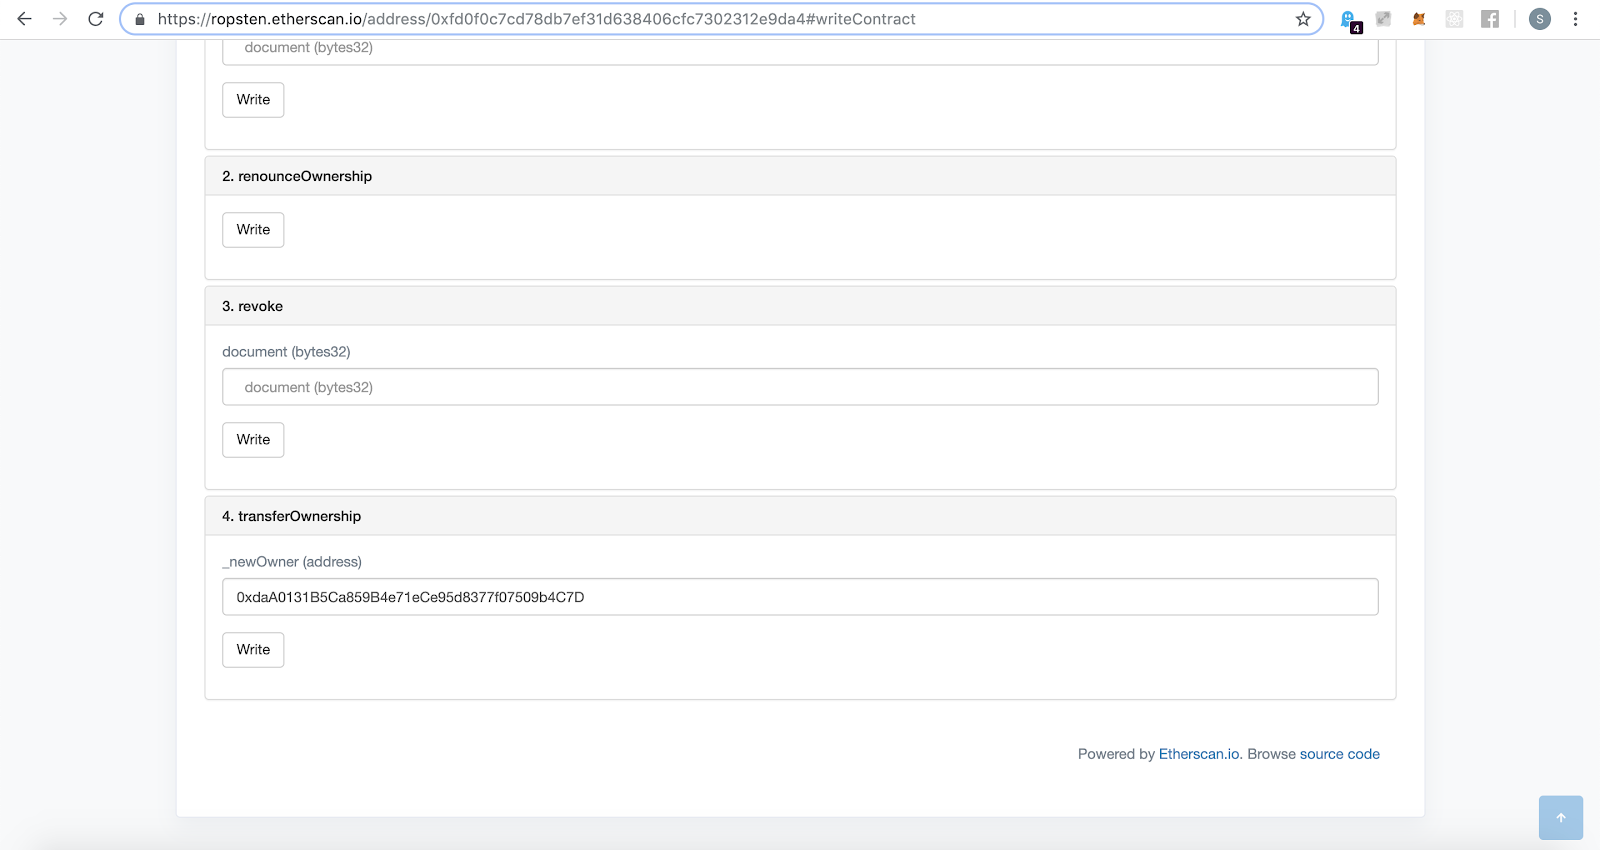 https://ropsten.etherscan.io/address/0xfd0f0c7cd78db7ef31d638406cfc7302312e9da4#writeContract
4
S
document (bytes32)
Write
2. renounceOwnership
Write
3. revoke
document (bytes32)
document (bytes32)
Write
4. transferOwnership
_newOwner (address)
0xdaA0131B5Ca859B4e71eCe95d8377f07509b4C7D
Write
Powered by Etherscan.io. Browse source code